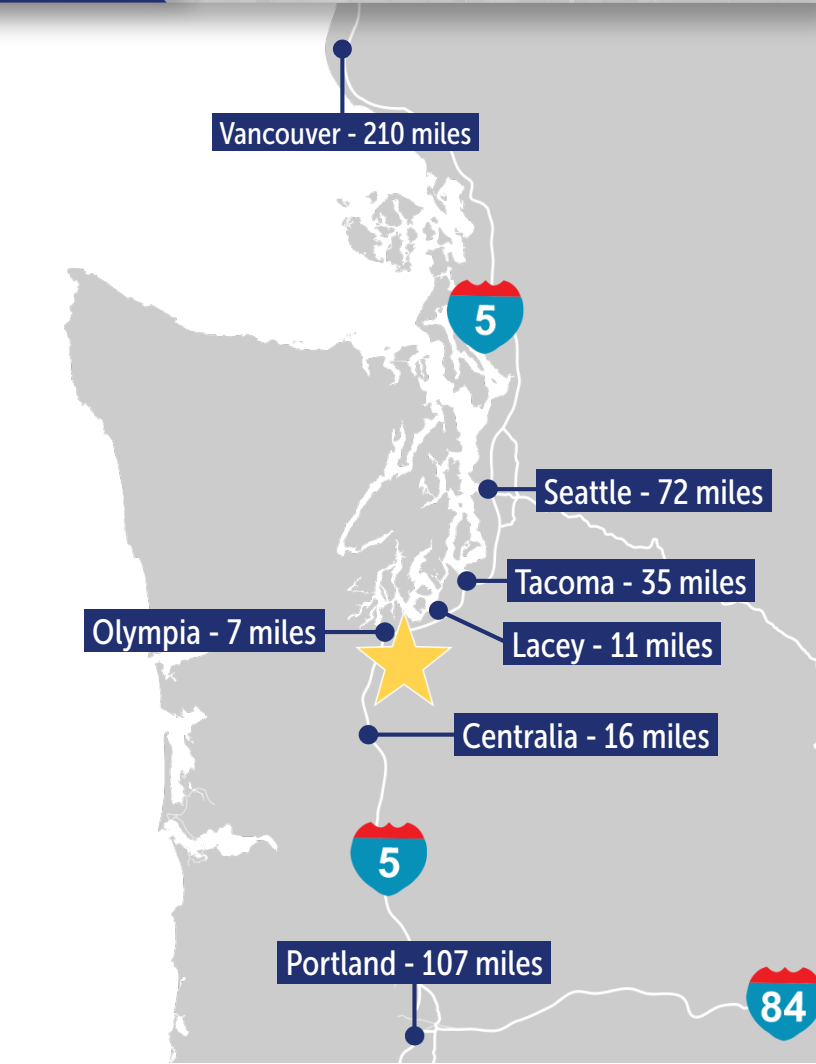 Vancouver - 210 miles
5
Seattle - 72 miles
Tacoma - 35 miles
Olympia - 7 miles
Lacey - 11 miles
Centralia - 16 miles
5
Portland - 107 miles
84